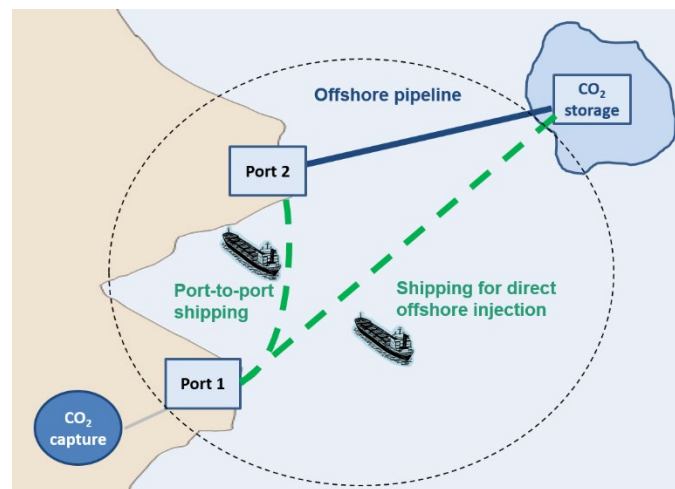 Offshore pipeline
CO₂
storage
Port 2
Port-to-port
shipping
Shipping for direct
offshore injection
Port 1
CO₂
capture